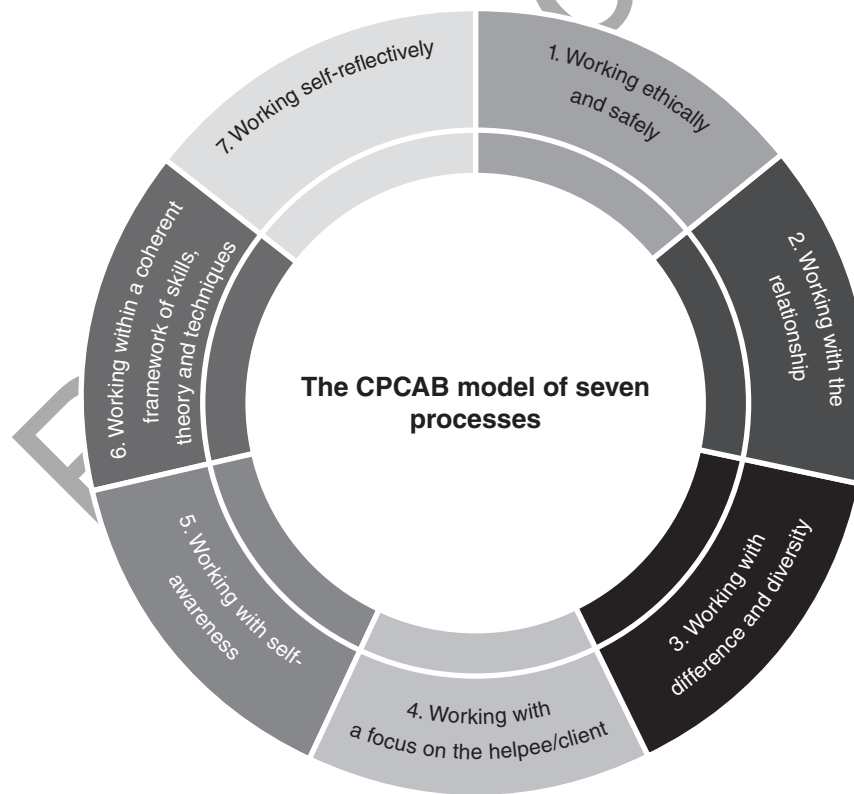 The CPCAB model of seven
processes
1. Working ethically
and safely
2. Working with the
relationship
3. Working with
difference and diversity
4. Working with
a focus on the helpee/client
5. Working with self-
awareness
6. Working within a coherent
framework of skills,
theory and techniques
7. Working self-reflectively